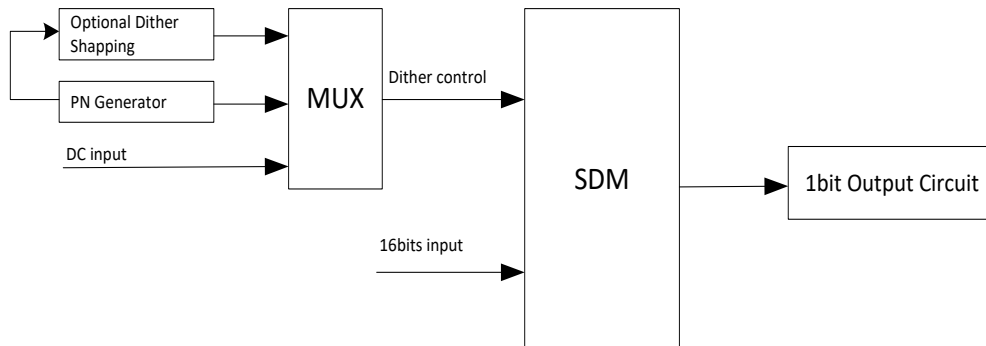 Optional Dither
Shapping
PN Generator
DC input
MUX
Dither control
16bits input
SDM
1bit Output Circuit